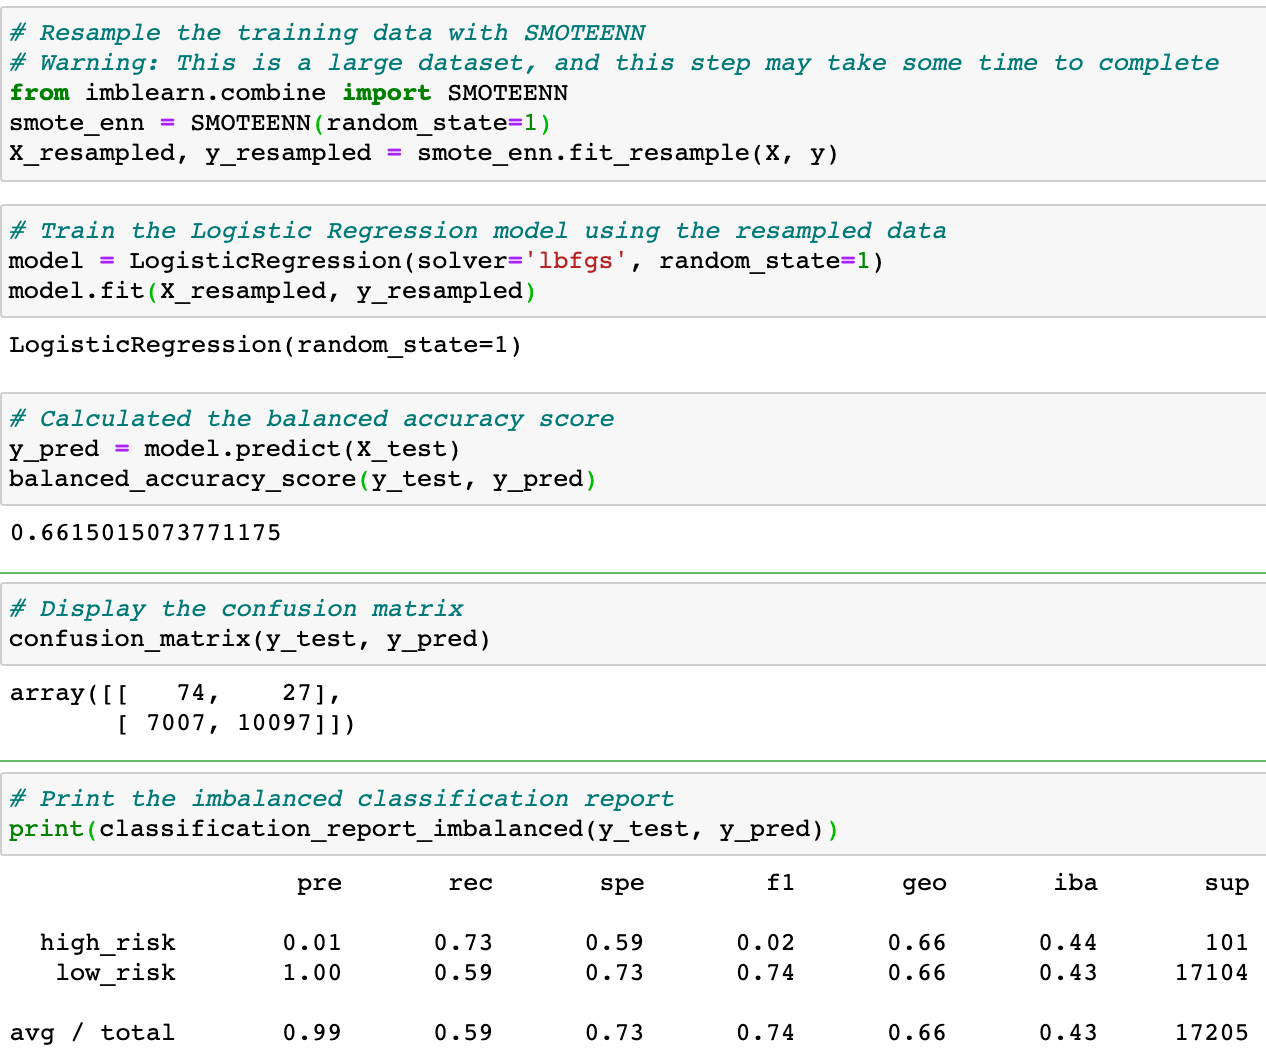 # Resample the training data with SMOTEENN
# Warning: This is a large dataset, and this step may take some time to complete
from imblearn.combine import SMOTEENN
smote_enn = SMOTEENN(random_state=1)
X_resampled, y_resampled = smote_enn.fit_resample(X, y)
# Train the Logistic Regression model using the resampled data
model = LogisticRegression(solver='lbfgs', random_state=1)
model.fit(X_resampled, y_resampled)
LogisticRegression(random_state=1)
# Calculated the balanced accuracy score
y_pred = model.predict(X_test)
balanced_accuracy_score(y_test, y_pred)
0.6615015073771175
# Display the confusion matrix
confusion_matrix(y_test, y_pred)
array([[   74,    27],
       [ 7007, 10097]])
# Print the imbalanced classification report
print(classification_report_imbalanced(y_test, y_pred))
                   pre       rec       spe        f1       geo       iba       sup
  high_risk       0.01      0.73      0.59      0.02      0.66      0.44       101
   low_risk       1.00      0.59      0.73      0.74      0.66      0.43     17104
avg / total       0.99      0.59      0.73      0.74      0.66      0.43     17205